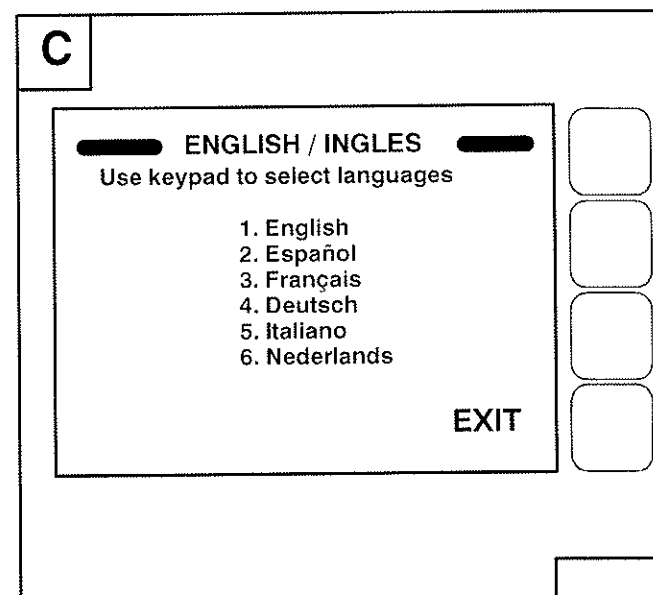 C
ENGLISH / INGLES
Use keypad to select languages
1. English
2. Español
3. Français
4. Deutsch
5. Italiano
6. Nederlands
EXIT